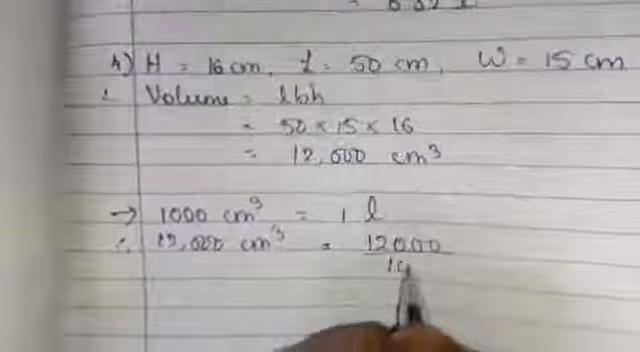 h) H = 16 cm, l = 50 cm, W = 15 cm
∴ Volume = lbh
= 50 × 15 × 16
= 12,000 cm³
→ 1000 cm³ = 1 l
∴ 12,000 cm³ = 12000
10